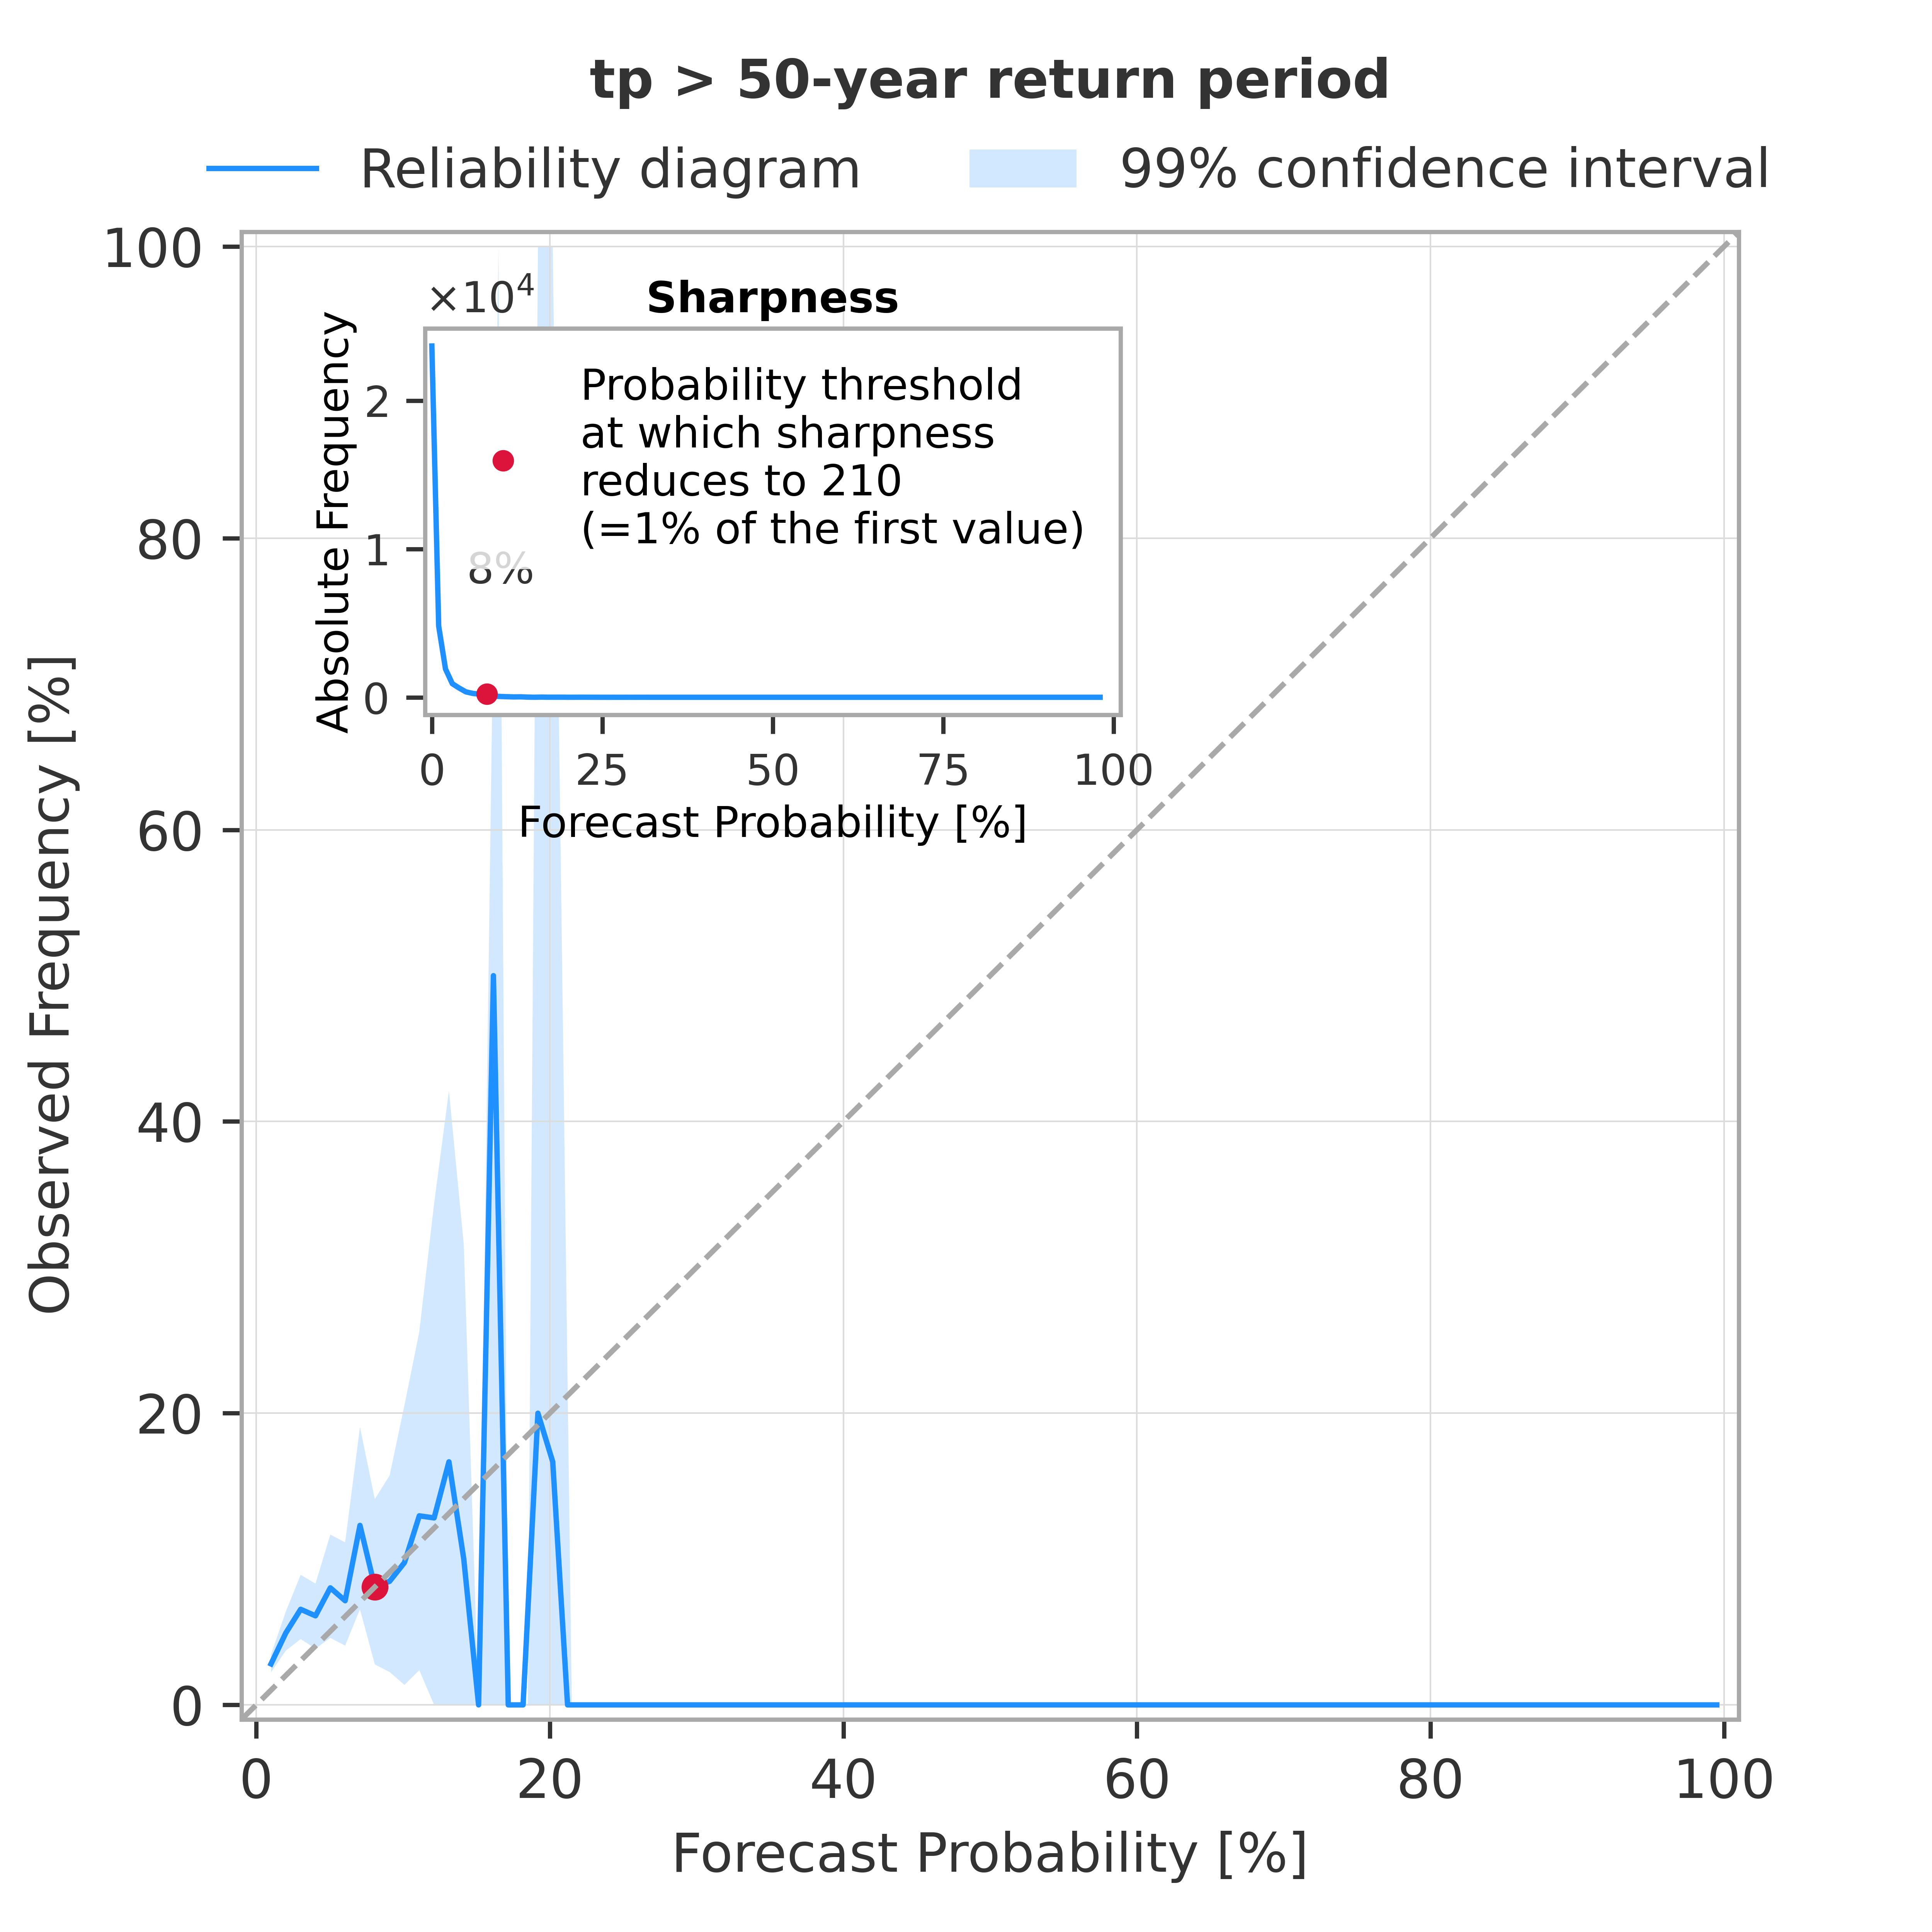 tp > 50-year return period
Reliability diagram
99% confidence interval
100
80
60
40
20
0
Observed Frequency [%]
×10⁴
Sharpness
Absolute Frequency
2
1
0
Probability threshold
at which sharpness
reduces to 210
(=1% of the first value)
8%
0 25 50 75 100
Forecast Probability [%]
0 20 40 60 80 100
Forecast Probability [%]